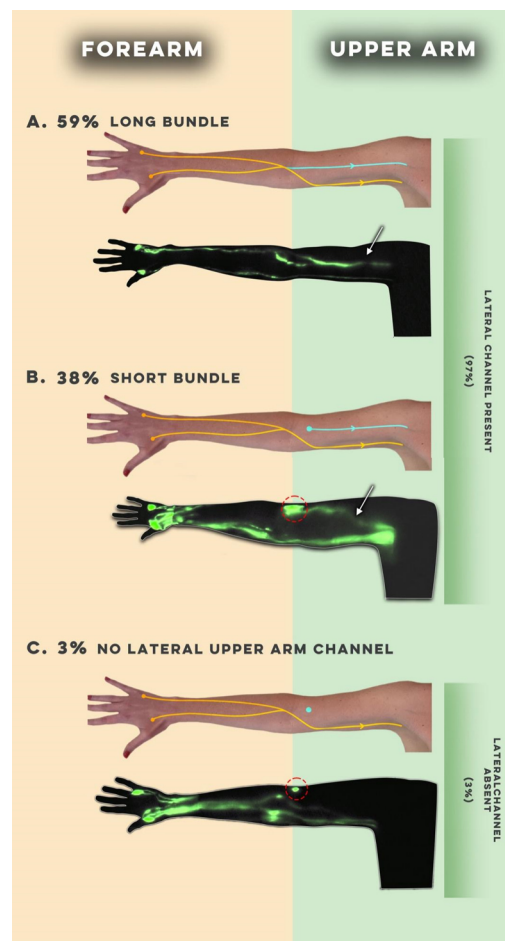 FOREARM
UPPER ARM
A. 59% LONG BUNDLE
LATERAL CHANNEL PRESENT
(97%)
B. 38% SHORT BUNDLE
C. 3% NO LATERAL UPPER ARM CHANNEL
LATERALCHANNEL
ABSENT
(3%)